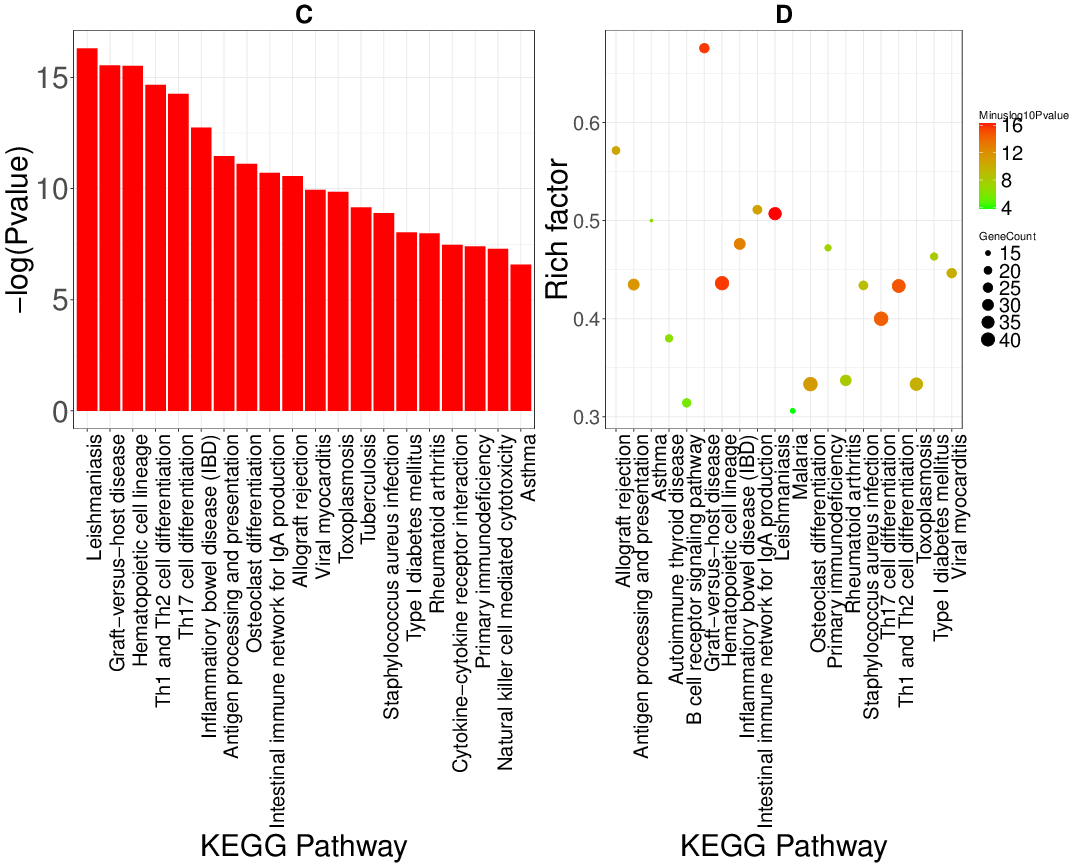 C
−log(Pvalue)
15
10
5
0
Leishmaniasis
Graft−versus−host disease
Hematopoietic cell lineage
Th1 and Th2 cell differentiation
Th17 cell differentiation
Inflammatory bowel disease (IBD)
Antigen processing and presentation
Osteoclast differentiation
Intestinal immune network for IgA production
Allograft rejection
Viral myocarditis
Toxoplasmosis
Tuberculosis
Staphylococcus aureus infection
Type I diabetes mellitus
Rheumatoid arthritis
Cytokine−cytokine receptor interaction
Primary immunodeficiency
Natural killer cell mediated cytotoxicity
Asthma
KEGG Pathway
D
Rich factor
0.6
0.5
0.4
0.3
Allograft rejection
Antigen processing and presentation
Asthma
Autoimmune thyroid disease
B cell receptor signaling pathway
Graft−versus−host disease
Hematopoietic cell lineage
Inflammatory bowel disease (IBD)
Intestinal immune network for IgA production
Leishmaniasis
Malaria
Osteoclast differentiation
Primary immunodeficiency
Rheumatoid arthritis
Staphylococcus aureus infection
Th17 cell differentiation
Th1 and Th2 cell differentiation
Toxoplasmosis
Type I diabetes mellitus
Viral myocarditis
KEGG Pathway
Minuslog10Pvalue
16
12
8
4
GeneCount
15
20
25
30
35
40